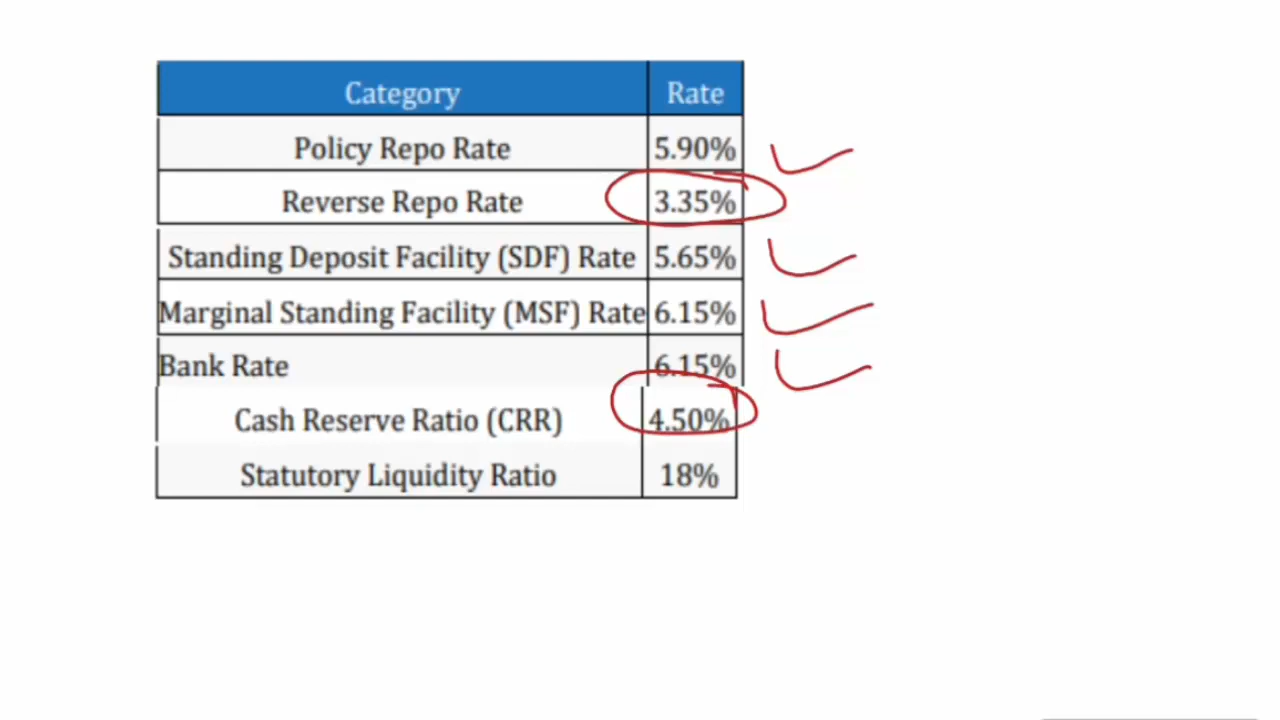 Category Rate
Policy Repo Rate 5.90%
Reverse Repo Rate 3.35%
Standing Deposit Facility (SDF) Rate 5.65%
Marginal Standing Facility (MSF) Rate 6.15%
Bank Rate 6.15%
Cash Reserve Ratio (CRR) 4.50%
Statutory Liquidity Ratio 18%